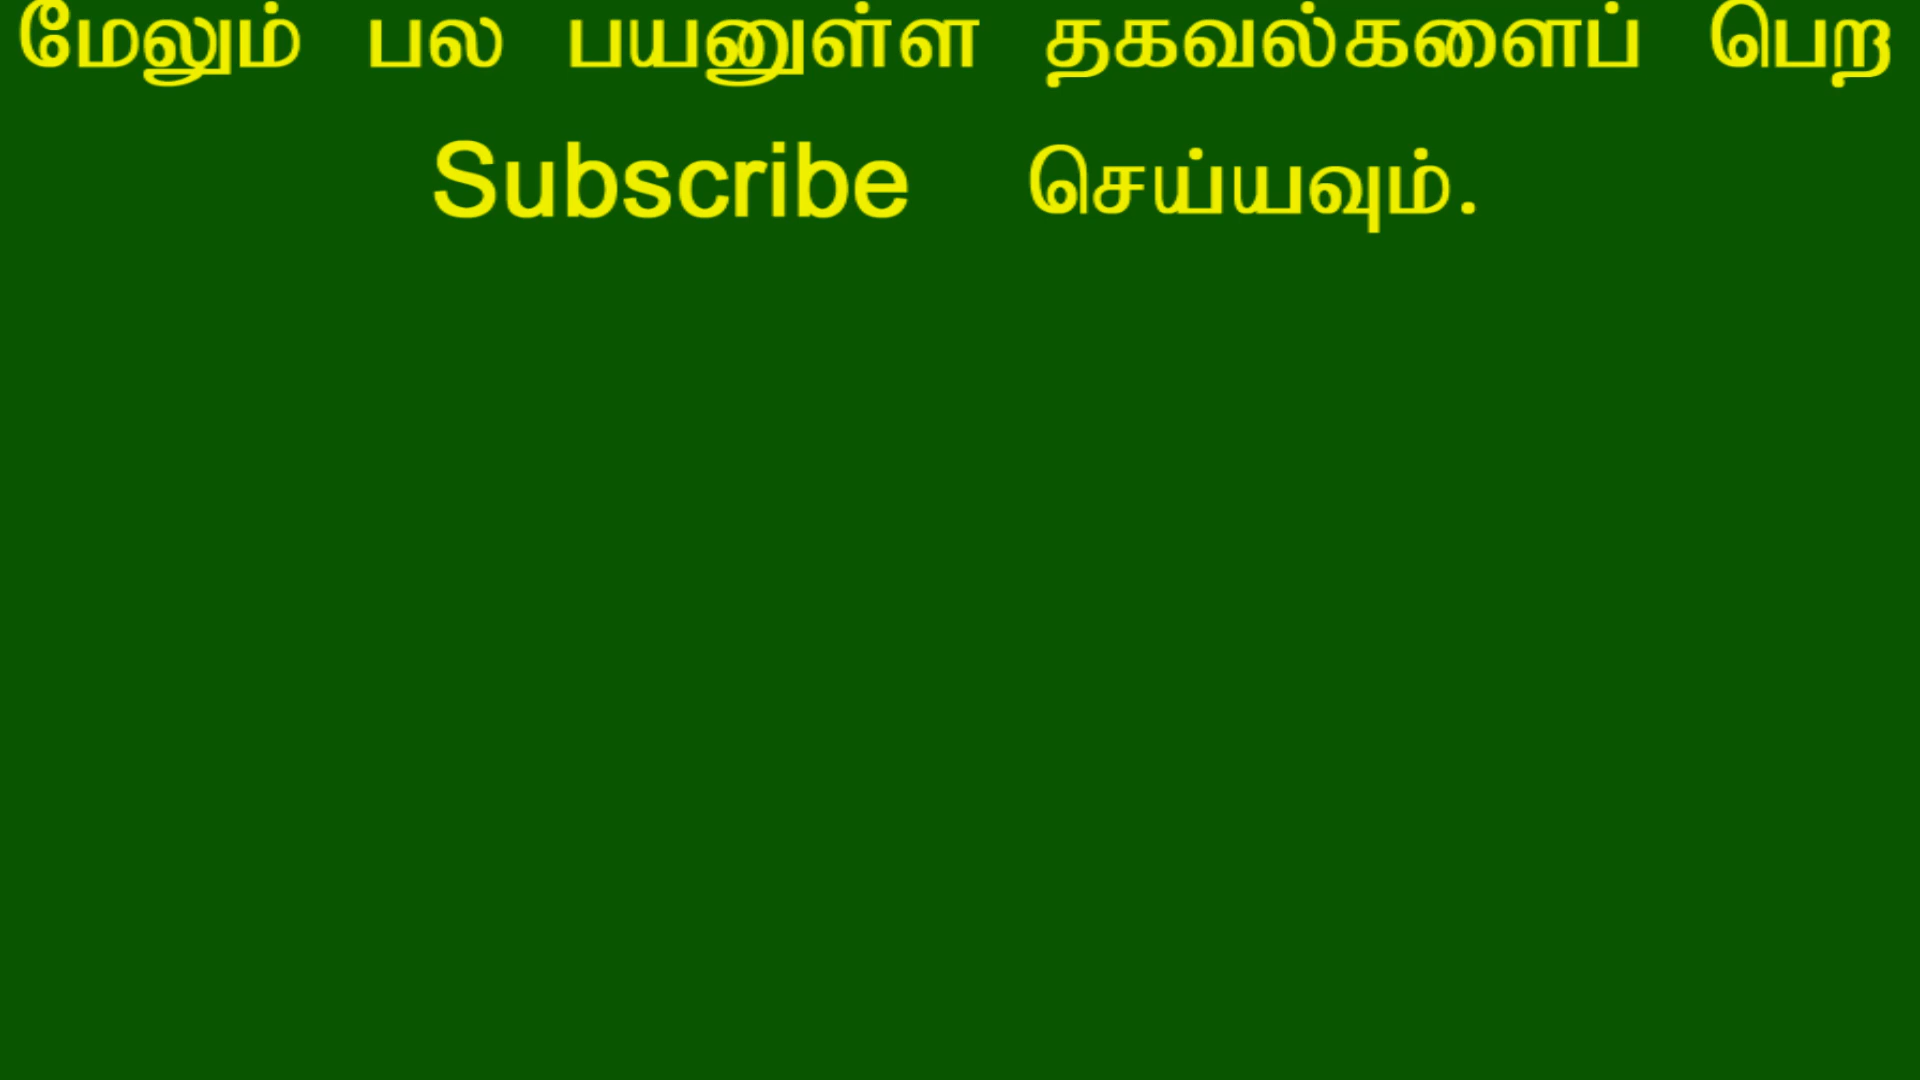 மேலும் பல பயனுள்ள தகவல்களைப் பெற
Subscribe செய்யவும்.